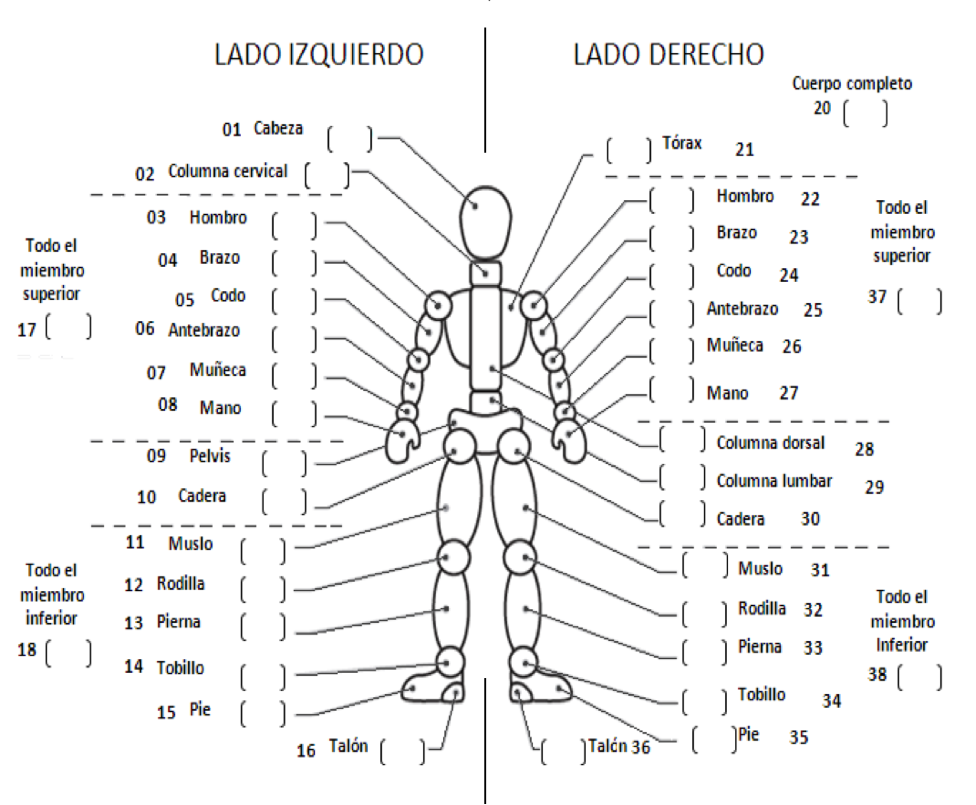 LADO IZQUIERDO
LADO DERECHO
Cuerpo completo
20 [ ]
01 Cabeza [ ]
02 Columna cervical [ ]
03 Hombro [ ]
04 Brazo [ ]
05 Codo [ ]
06 Antebrazo [ ]
07 Muñeca [ ]
08 Mano [ ]
Todo el
miembro
superior
17 [ ]
09 Pelvis [ ]
10 Cadera [ ]
11 Muslo [ ]
12 Rodilla [ ]
13 Pierna [ ]
14 Tobillo [ ]
15 Pie [ ]
16 Talón [ ]
Todo el
miembro
inferior
18 [ ]
[ ] Tórax 21
[ ] Hombro 22
[ ] Brazo 23
[ ] Codo 24
[ ] Antebrazo 25
[ ] Muñeca 26
[ ] Mano 27
Todo el
miembro
superior
37 [ ]
[ ] Columna dorsal 28
[ ] Columna lumbar 29
[ ] Cadera 30
[ ] Muslo 31
[ ] Rodilla 32
[ ] Pierna 33
[ ] Tobillo 34
[ ] Pie 35
[ ] Talón 36
Todo el
miembro
Inferior
38 [ ]